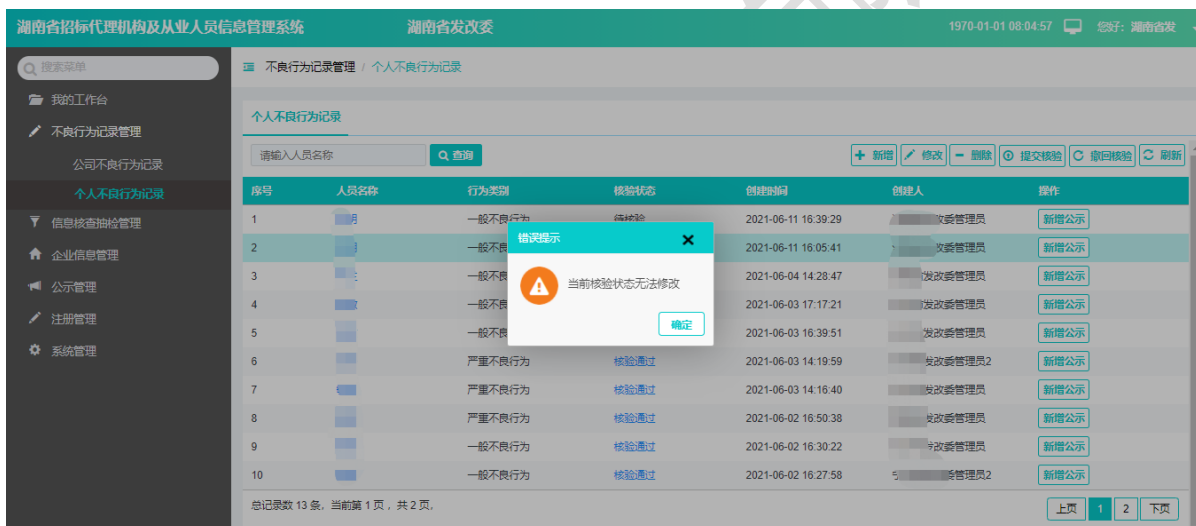 湖南省招标代理机构及从业人员信息管理系统 湖南省发改委 1970-01-01 08:04:57 您好：湖南省发
搜索菜单
不良行为记录管理 / 个人不良行为记录
我的工作台
不良行为记录管理
公司不良行为记录
个人不良行为记录
信息核查抽检管理
企业信息管理
公示管理
注册管理
系统管理
个人不良行为记录
请输入人员名称 查询 新增 修改 删除 提交核验 撤回核验 刷新
序号 人员名称 行为类别 核验状态 创建时间 创建人 操作
1 一般不良行为 待核验 2021-06-11 16:39:29 改委管理员 新增公示
2 一般不良 2021-06-11 16:05:41 改委管理员 新增公示
3 一般不良 2021-06-04 14:28:47 发改委管理员 新增公示
4 一般不良 2021-06-03 17:17:21 发改委管理员 新增公示
5 一般不良 2021-06-03 16:39:51 发改委管理员 新增公示
6 严重不良行为 核验通过 2021-06-03 14:19:59 发改委管理员2 新增公示
7 严重不良行为 核验通过 2021-06-03 14:16:40 发改委管理员 新增公示
8 严重不良行为 核验通过 2021-06-02 16:50:38 发改委管理员 新增公示
9 一般不良行为 核验通过 2021-06-02 16:30:22 改委管理员 新增公示
10 一般不良行为 核验通过 2021-06-02 16:27:58 委管理员2 新增公示
错误提示
当前核验状态无法修改
确定
总记录数 13 条，当前第 1 页，共 2 页。 上页 1 2 下页